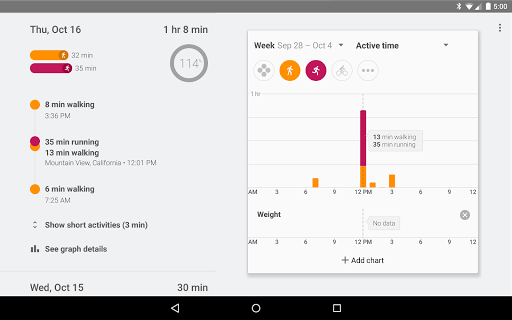 5:00
Thu, Oct 16
1 hr 8 min
32 min
35 min
114%
8 min walking
3:36 PM
35 min running
13 min walking
Mountain View, California • 12:01 PM
6 min walking
7:25 AM
Show short activities (3 min)
See graph details
Wed, Oct 15
30 min
Week Sep 28 – Oct 4
Active time
1 hr
13 min walking
35 min running
AM 3 6 9 12 PM 3 6 9 12
Weight
No data
AM 3 6 9 12 PM 3 6 9 12
+ Add chart